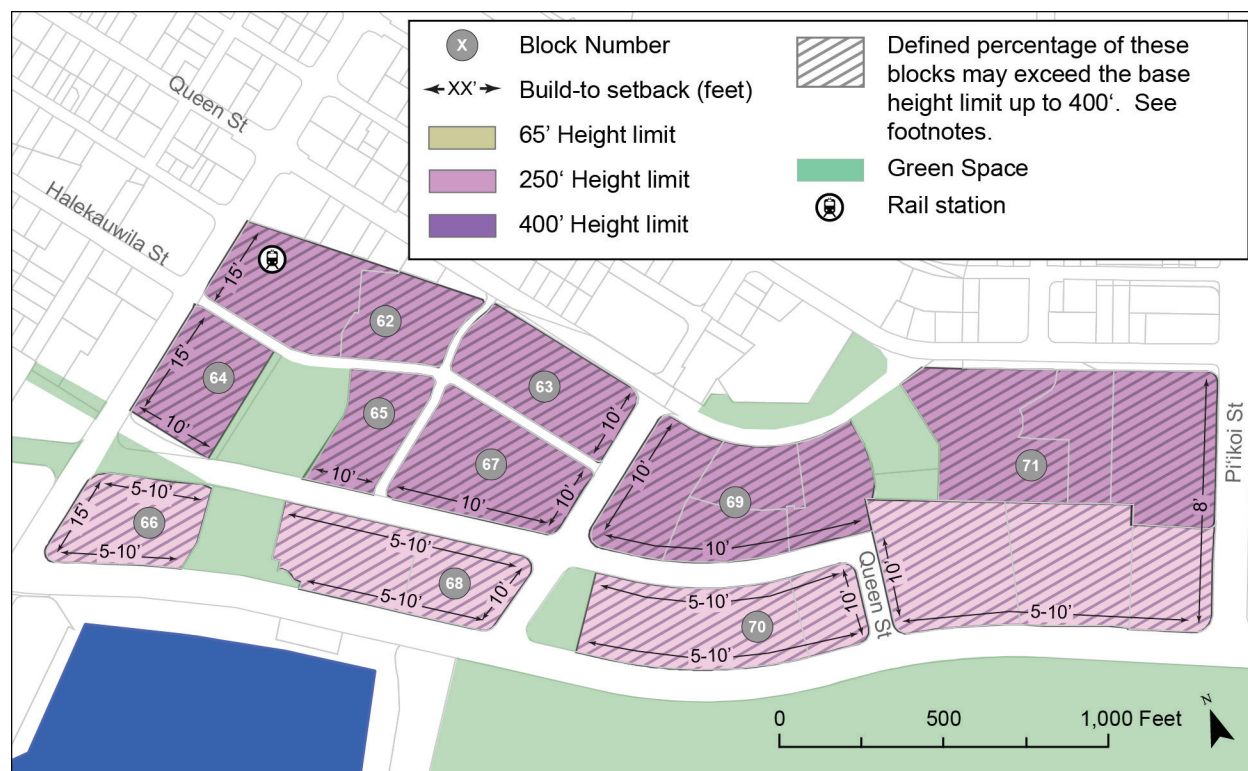 X
Block Number
XX'
Build-to setback (feet)
65' Height limit
250' Height limit
400' Height limit
Defined percentage of these
blocks may exceed the base
height limit up to 400'. See
footnotes.
Green Space
Rail station
Queen St
Halekauwila St
15'
62
15'
64
10'
65
10'
63
10'
67
10'
10'
10'
69
10'
71
8'
Pi'ikoi St
5-10'
15'
66
5-10'
5-10'
68
5-10'
10'
5-10'
10'
70
5-10'
Queen St
10'
5-10'
0
500
1,000 Feet
N